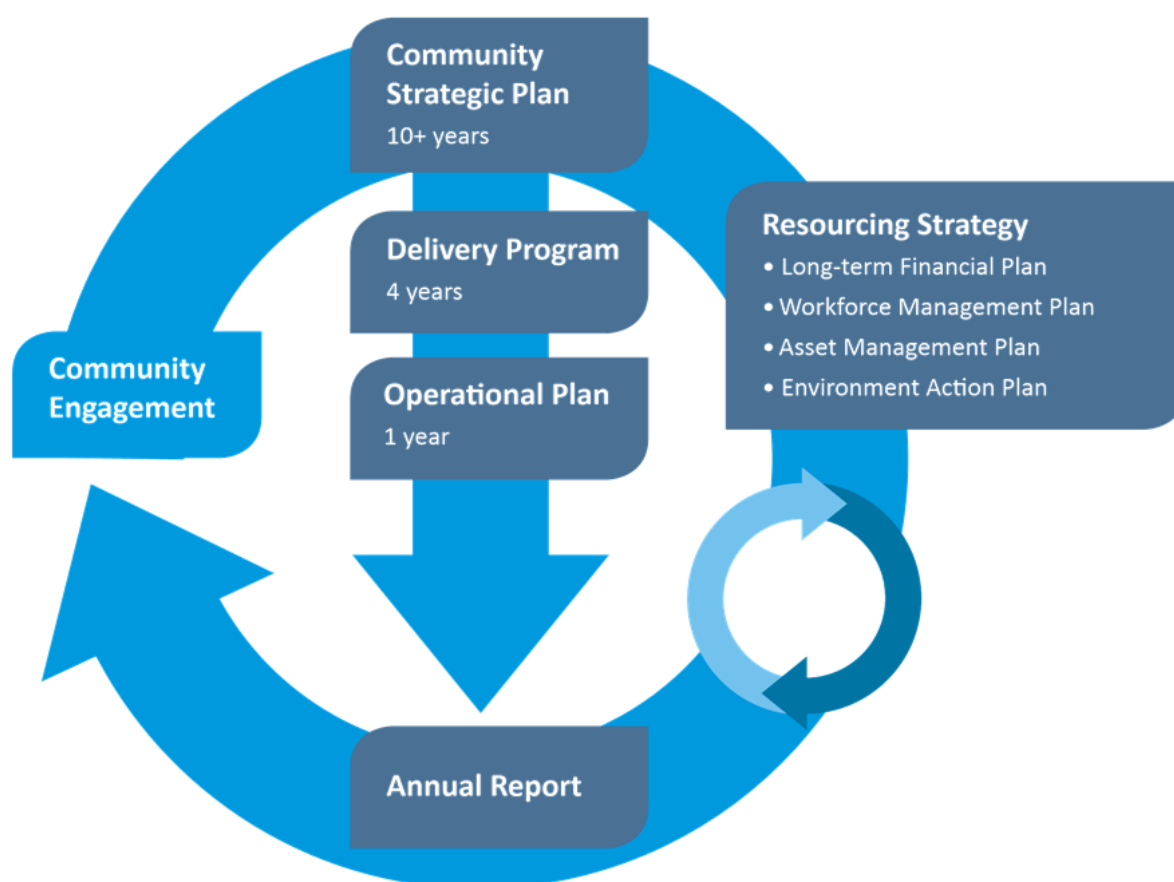 Community
Strategic Plan
10+ years
Delivery Program
4 years
Operational Plan
1 year
Resourcing Strategy
• Long-term Financial Plan
• Workforce Management Plan
• Asset Management Plan
• Environment Action Plan
Community
Engagement
Annual Report